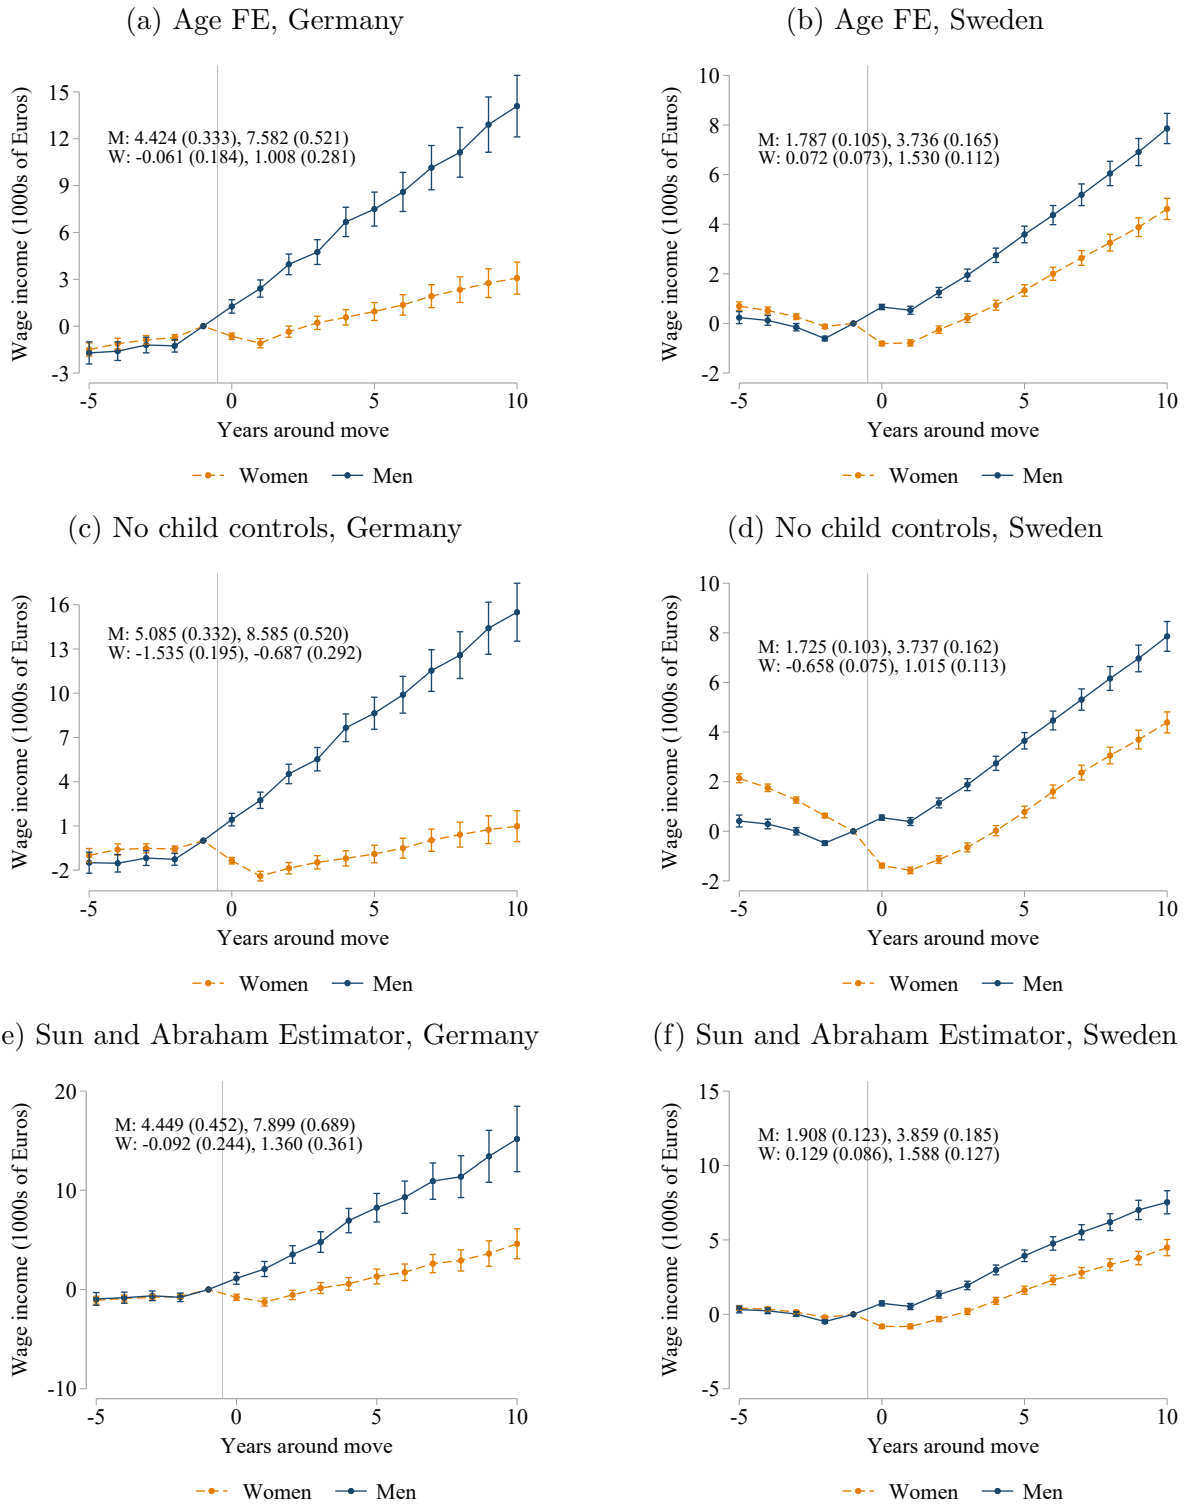 (a) Age FE, Germany
Wage income (1000s of Euros)
15
12
9
6
3
0
-3
M: 4.424 (0.333), 7.582 (0.521)
W: -0.061 (0.184), 1.008 (0.281)
-5 0 5 10
Years around move
Women Men
(b) Age FE, Sweden
Wage income (1000s of Euros)
10
8
6
4
2
0
-2
M: 1.787 (0.105), 3.736 (0.165)
W: 0.072 (0.073), 1.530 (0.112)
-5 0 5 10
Years around move
Women Men
(c) No child controls, Germany
Wage income (1000s of Euros)
16
13
10
7
4
1
-2
M: 5.085 (0.332), 8.585 (0.520)
W: -1.535 (0.195), -0.687 (0.292)
-5 0 5 10
Years around move
Women Men
(d) No child controls, Sweden
Wage income (1000s of Euros)
10
8
6
4
2
0
-2
M: 1.725 (0.103), 3.737 (0.162)
W: -0.658 (0.075), 1.015 (0.113)
-5 0 5 10
Years around move
Women Men
e) Sun and Abraham Estimator, Germany
Wage income (1000s of Euros)
20
10
0
-10
M: 4.449 (0.452), 7.899 (0.689)
W: -0.092 (0.244), 1.360 (0.361)
-5 0 5 10
Years around move
Women Men
(f) Sun and Abraham Estimator, Sweden
Wage income (1000s of Euros)
15
10
5
0
-5
M: 1.908 (0.123), 3.859 (0.185)
W: 0.129 (0.086), 1.588 (0.127)
-5 0 5 10
Years around move
Women Men